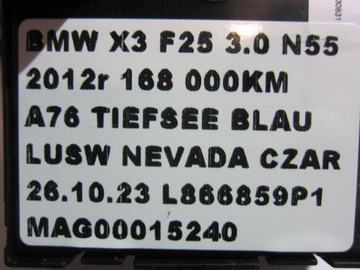 BMW X3 F25 3.0 N55
2012r 168 000KM
A76 TIEFSEE BLAU
LUSW NEVADA CZAR
26.10.23 L866859P1
MAG00015240